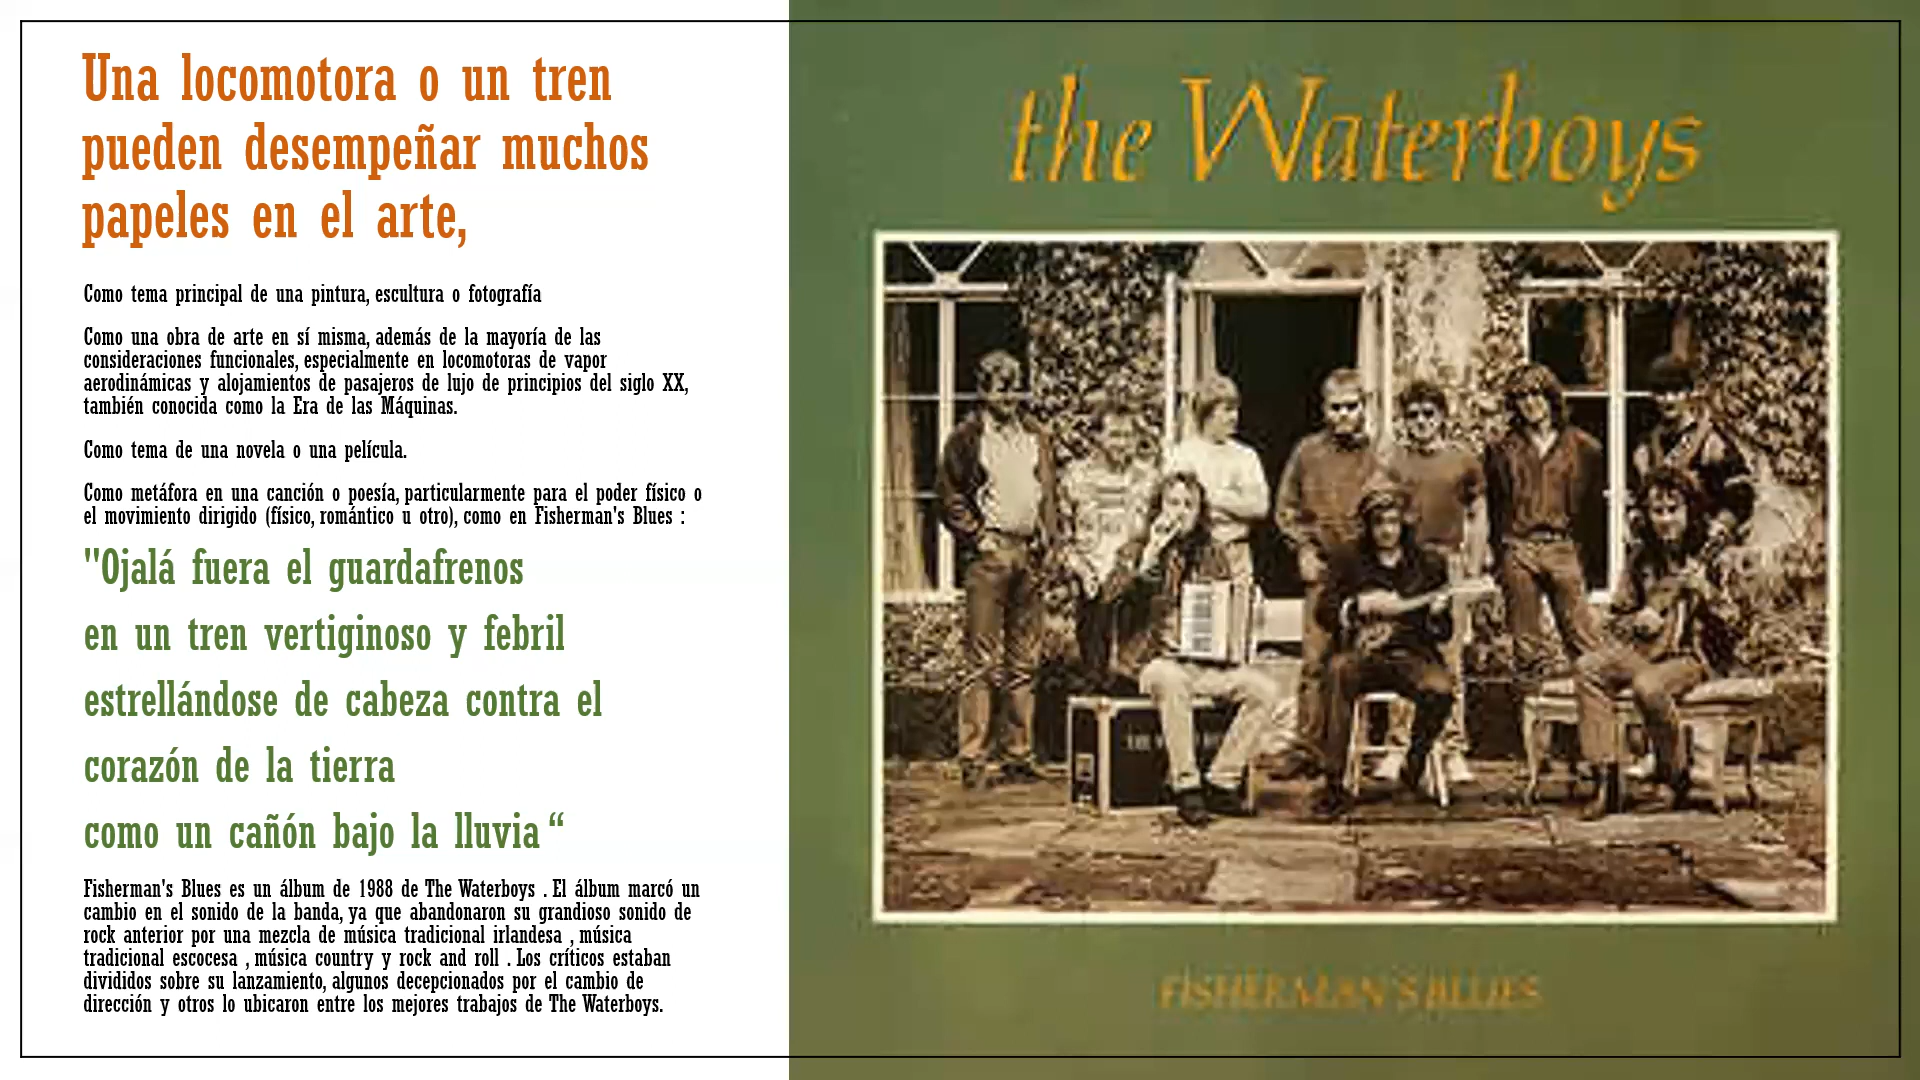 Una locomotora o un tren
pueden desempeñar muchos
papeles en el arte,
Como tema principal de una pintura, escultura o fotografía
Como una obra de arte en sí misma, además de la mayoría de las
consideraciones funcionales, especialmente en locomotoras de vapor
aerodinámicas y alojamientos de pasajeros de lujo de principios del siglo XX,
también conocida como la Era de las Máquinas.
Como tema de una novela o una película.
Como metáfora en una canción o poesía, particularmente para el poder físico o
el movimiento dirigido (físico, romántico u otro), como en Fisherman's Blues :
"Ojalá fuera el guardafrenos
en un tren vertiginoso y febril
estrellándose de cabeza contra el
corazón de la tierra
como un cañón bajo la lluvia “
Fisherman's Blues es un álbum de 1988 de The Waterboys . El álbum marcó un
cambio en el sonido de la banda, ya que abandonaron su grandioso sonido de
rock anterior por una mezcla de música tradicional irlandesa , música
tradicional escocesa , música country y rock and roll . Los críticos estaban
divididos sobre su lanzamiento, algunos decepcionados por el cambio de
dirección y otros lo ubicaron entre los mejores trabajos de The Waterboys.
the Waterboys
FISHERMAN'S BLUES